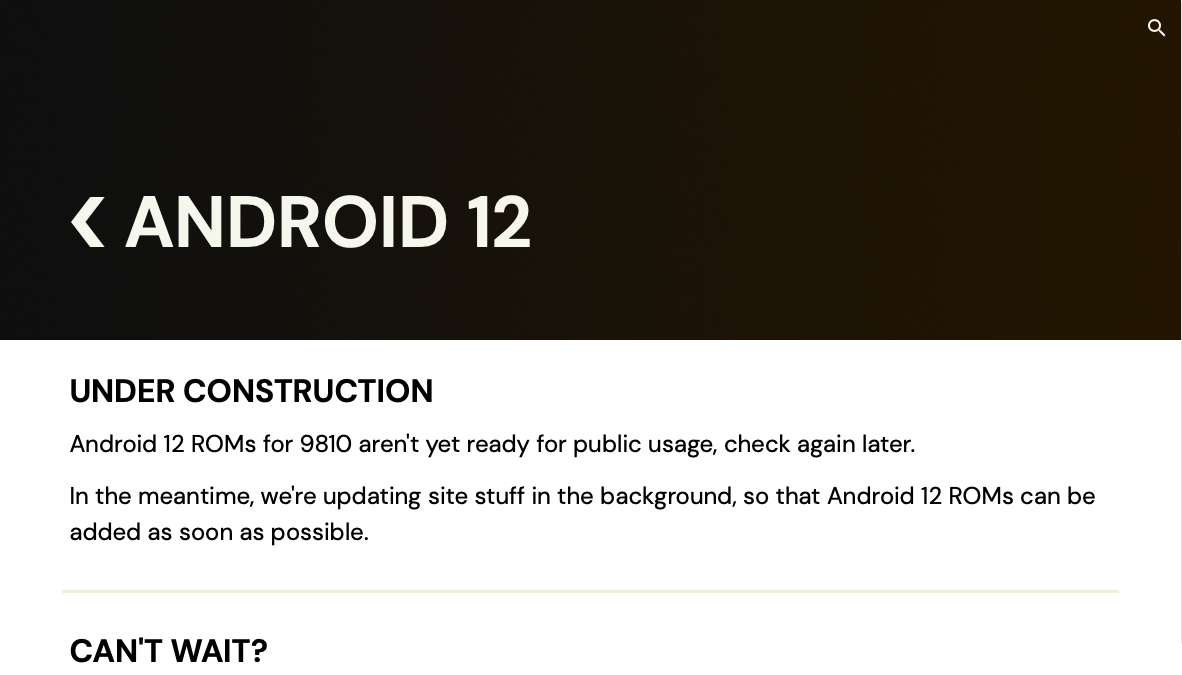 ❮ ANDROID 12
UNDER CONSTRUCTION
Android 12 ROMs for 9810 aren't yet ready for public usage, check again later.
In the meantime, we're updating site stuff in the background, so that Android 12 ROMs can be
added as soon as possible.
CAN'T WAIT?